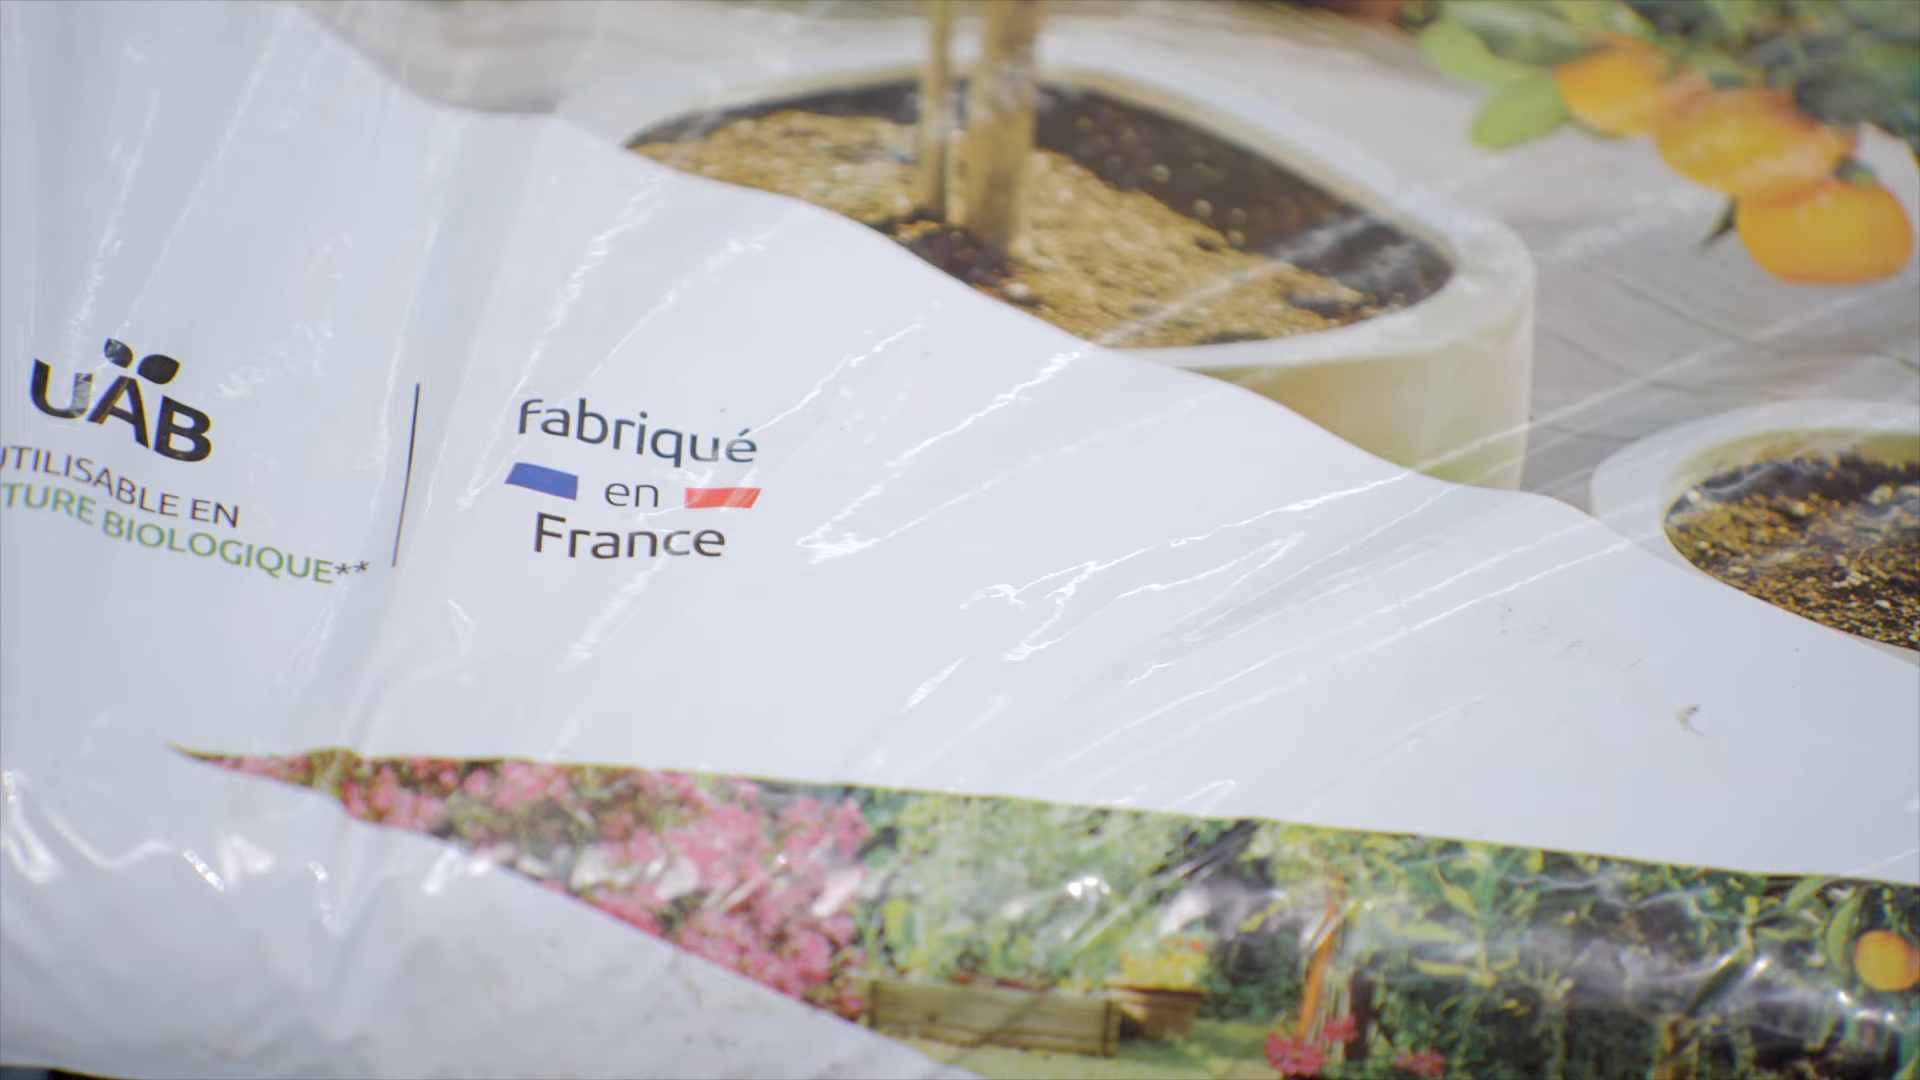 UAB
UTILISABLE EN
TURE BIOLOGIQUE**
fabriqué
en
France